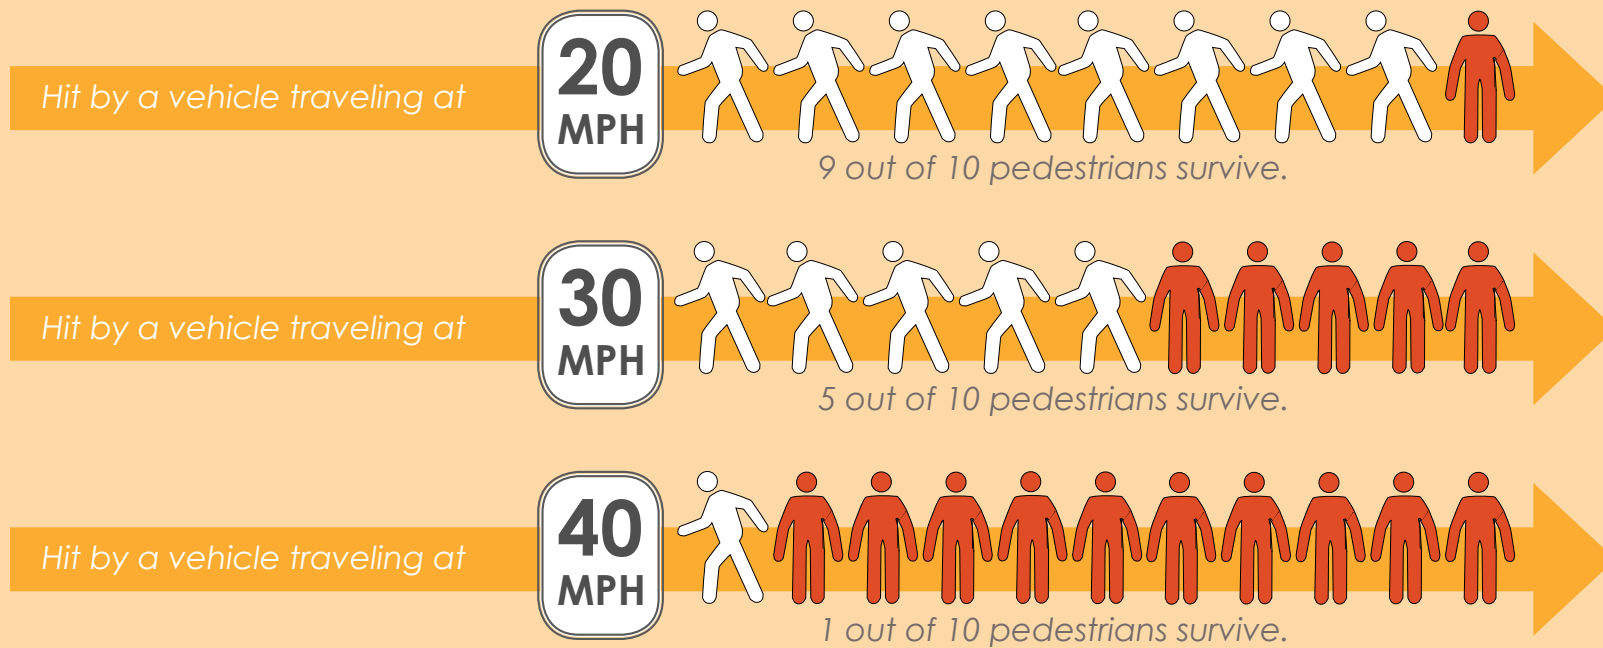 Hit by a vehicle traveling at
20
MPH
9 out of 10 pedestrians survive.
Hit by a vehicle traveling at
30
MPH
5 out of 10 pedestrians survive.
Hit by a vehicle traveling at
40
MPH
1 out of 10 pedestrians survive.